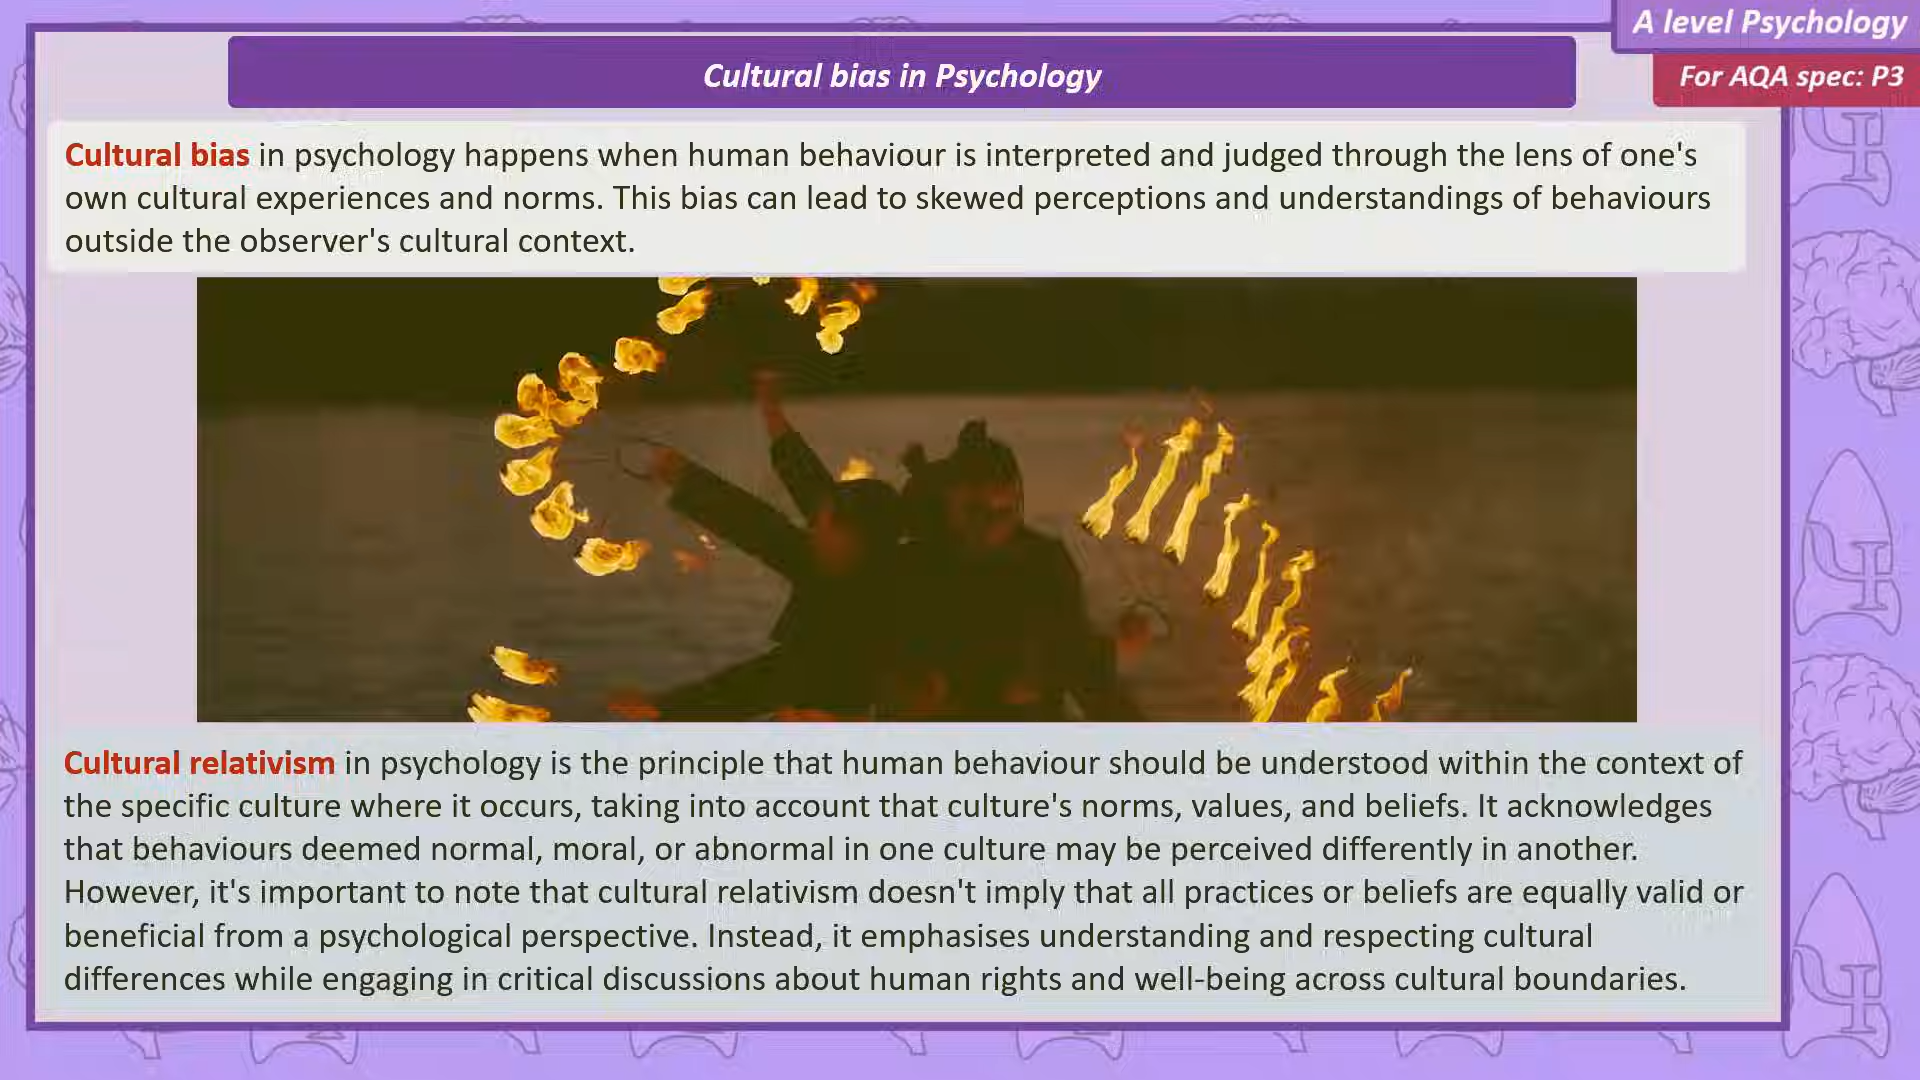 A level Psychology
Cultural bias in Psychology
For AQA spec: P3
Cultural bias in psychology happens when human behaviour is interpreted and judged through the lens of one's
own cultural experiences and norms. This bias can lead to skewed perceptions and understandings of behaviours
outside the observer's cultural context.
Cultural relativism in psychology is the principle that human behaviour should be understood within the context of
the specific culture where it occurs, taking into account that culture's norms, values, and beliefs. It acknowledges
that behaviours deemed normal, moral, or abnormal in one culture may be perceived differently in another.
However, it's important to note that cultural relativism doesn't imply that all practices or beliefs are equally valid or
beneficial from a psychological perspective. Instead, it emphasises understanding and respecting cultural
differences while engaging in critical discussions about human rights and well-being across cultural boundaries.